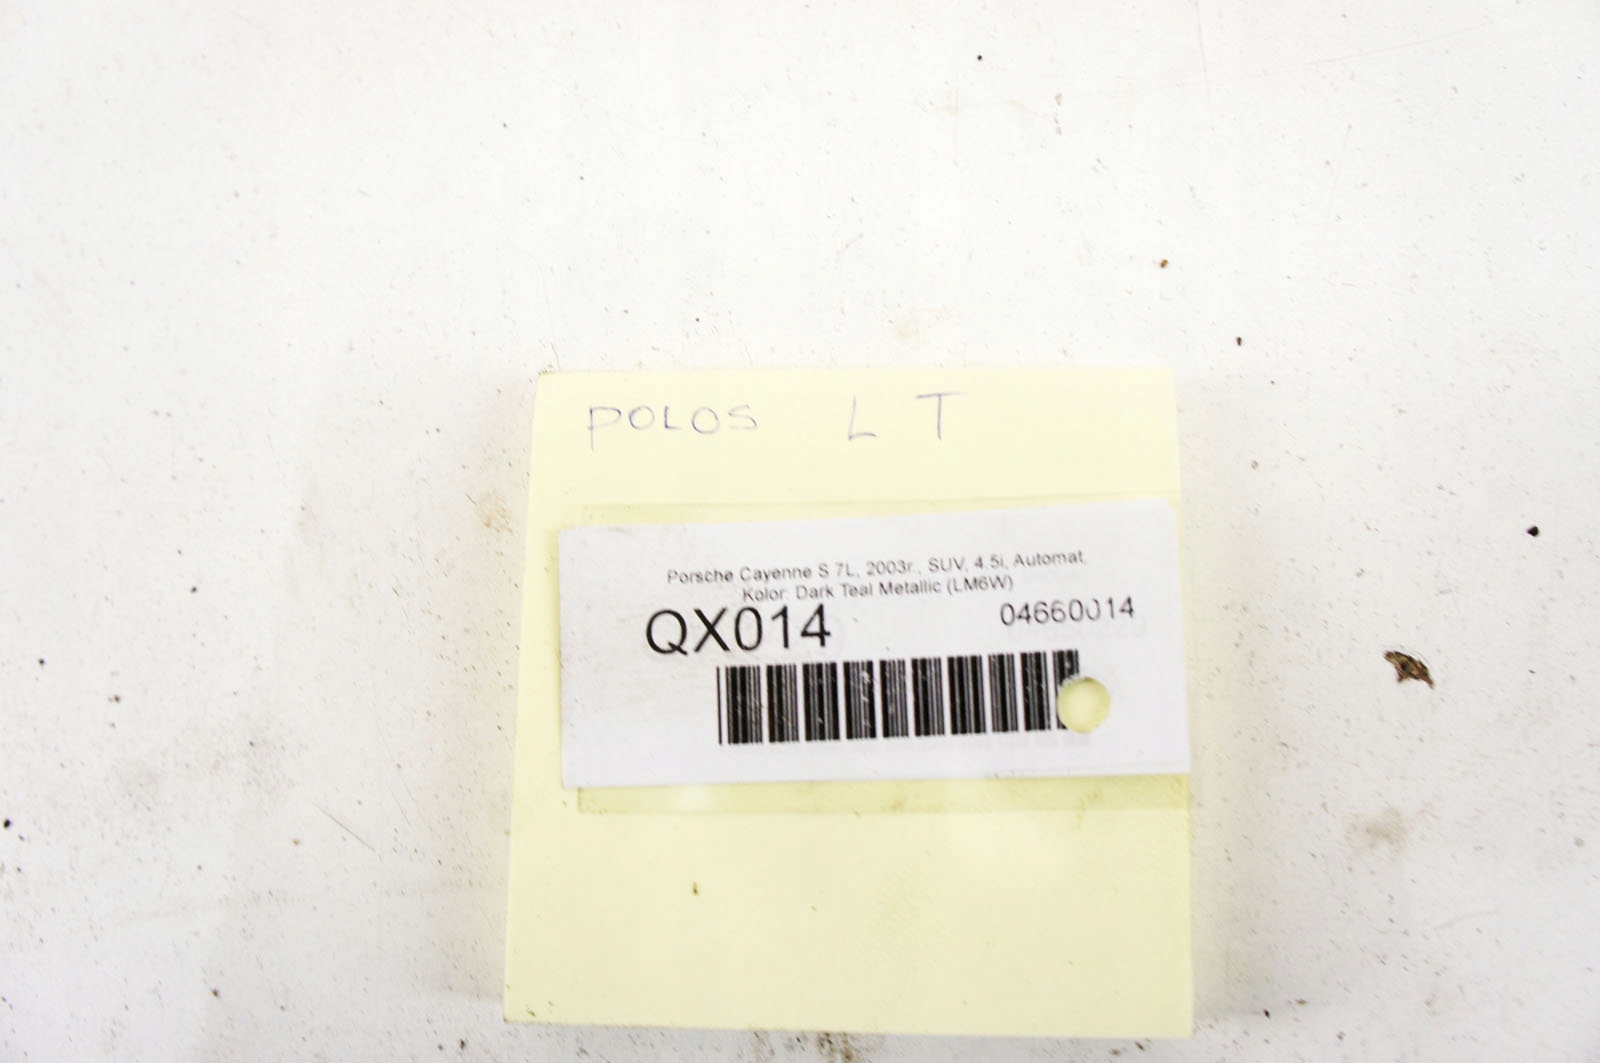 POLOS L T
Porsche Cayenne S 7L, 2003r., SUV, 4.5i, Automat,
Kolor: Dark Teal Metallic (LM6W)
QX014 04660014